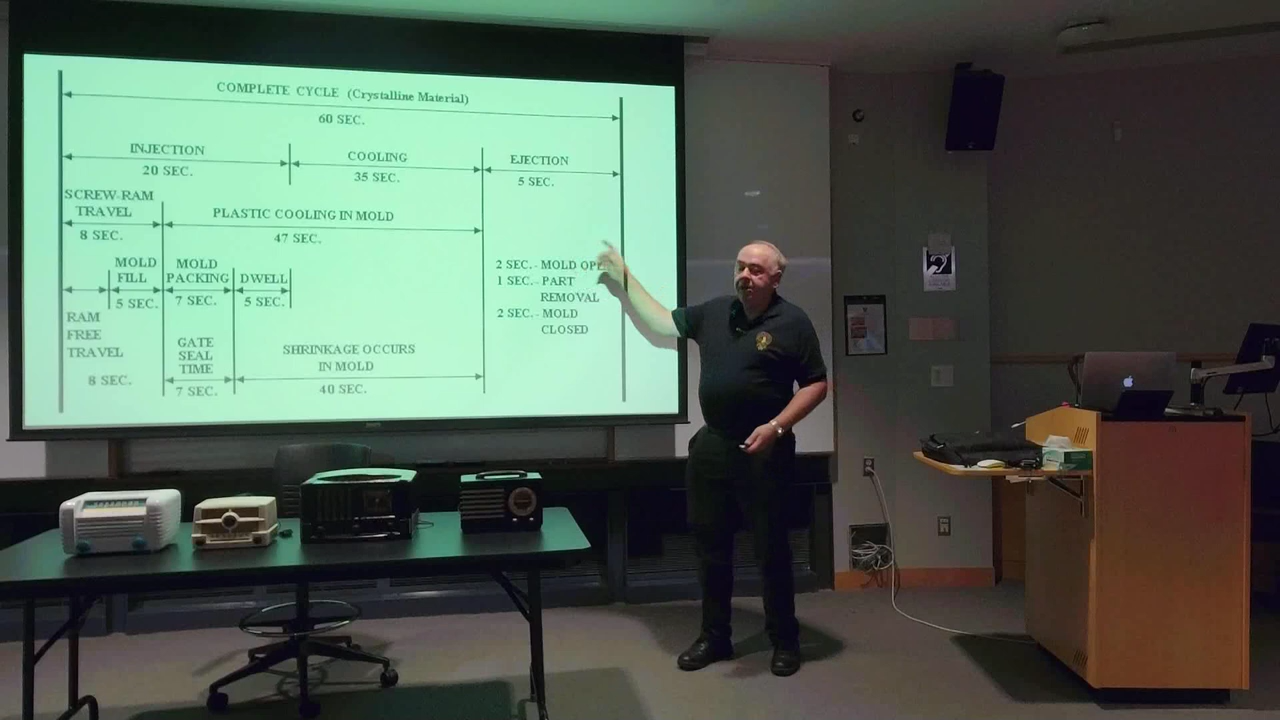 COMPLETE CYCLE (Crystalline Material)
60 SEC.
INJECTION
20 SEC.
COOLING
35 SEC.
EJECTION
5 SEC.
SCREW-RAM
TRAVEL
8 SEC.
PLASTIC COOLING IN MOLD
47 SEC.
MOLD
FILL
5 SEC.
MOLD
PACKING
7 SEC.
DWELL
5 SEC.
2 SEC. - MOLD OPE
1 SEC. - PART
REMOVAL
2 SEC. - MOLD
CLOSED
RAM
FREE
TRAVEL
8 SEC.
GATE
SEAL
TIME
7 SEC.
SHRINKAGE OCCURS
IN MOLD
40 SEC.